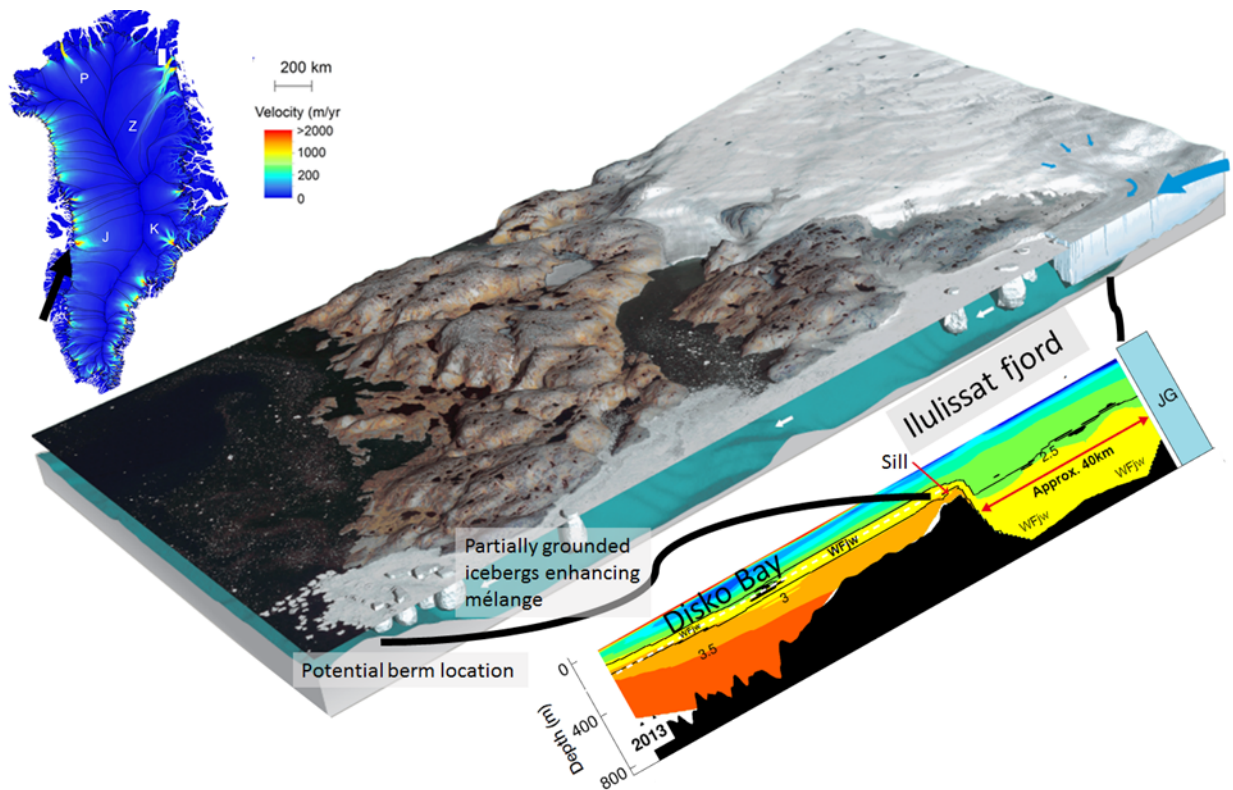 P
Z
J
K
200 km
Velocity (m/yr
>2000
1000
200
0
Ilulissat fjord
JG
Sill
2.5
Approx. 40km
WFjw
WFjw
WFjw
Disko Bay
3
WFjw
3.5
Partially grounded
icebergs enhancing
mélange
Potential berm location
0
400
800
Depth (m)
2013